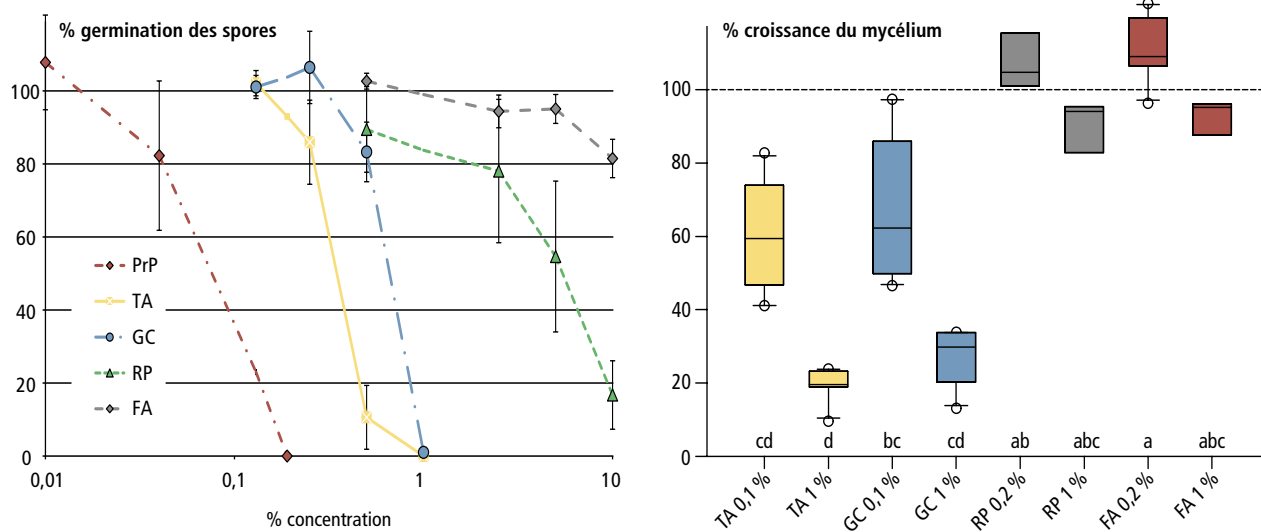 % germination des spores
100
80
60
40
20
0
PrP
TA
GC
RP
FA
0,01
0,1
1
10
% concentration
% croissance du mycélium
100
80
60
40
20
0
cd
d
bc
cd
ab
abc
a
abc
TA 0,1 %
TA 1 %
GC 0,1 %
GC 1 %
RP 0,2 %
RP 1 %
FA 0,2 %
FA 1 %